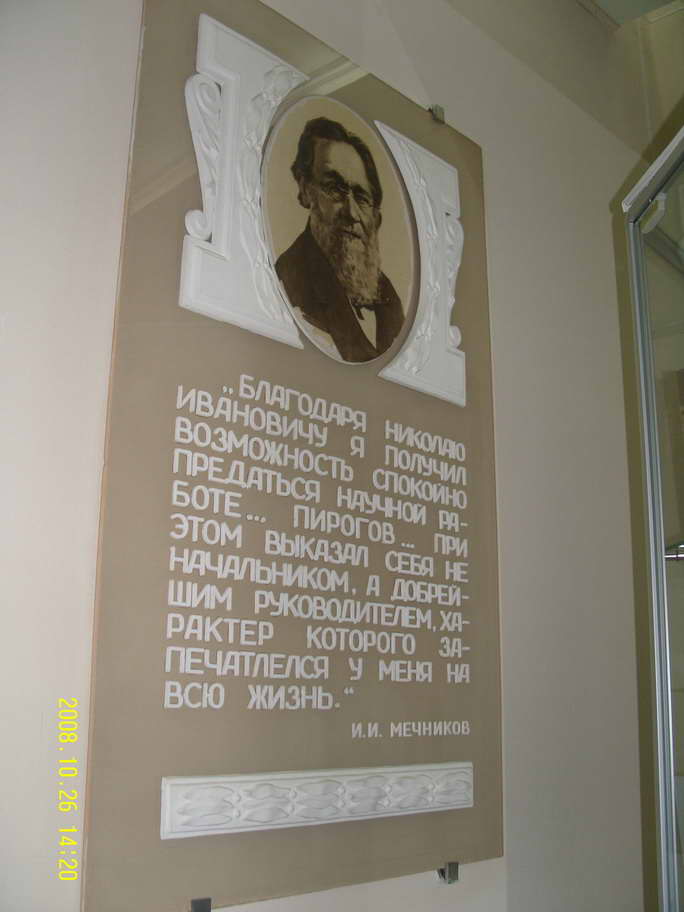 „БЛАГОДАРЯ НИКОЛАЮ
ИВАНОВИЧУ Я ПОЛУЧИЛ
ВОЗМОЖНОСТЬ СПОКОЙНО
ПРЕДАТЬСЯ НАУЧНОЙ РА-
БОТЕ... ПИРОГОВ... ПРИ
ЭТОМ ВЫКАЗАЛ СЕБЯ НЕ
НАЧАЛЬНИКОМ, А ДОБРЕЙ-
ШИМ РУКОВОДИТЕЛЕМ, ХА-
РАКТЕР КОТОРОГО ЗА-
ПЕЧАТЛЕЛСЯ У МЕНЯ НА
ВСЮ ЖИЗНЬ.“
И.И. МЕЧНИКОВ
2008.10.26 14:20